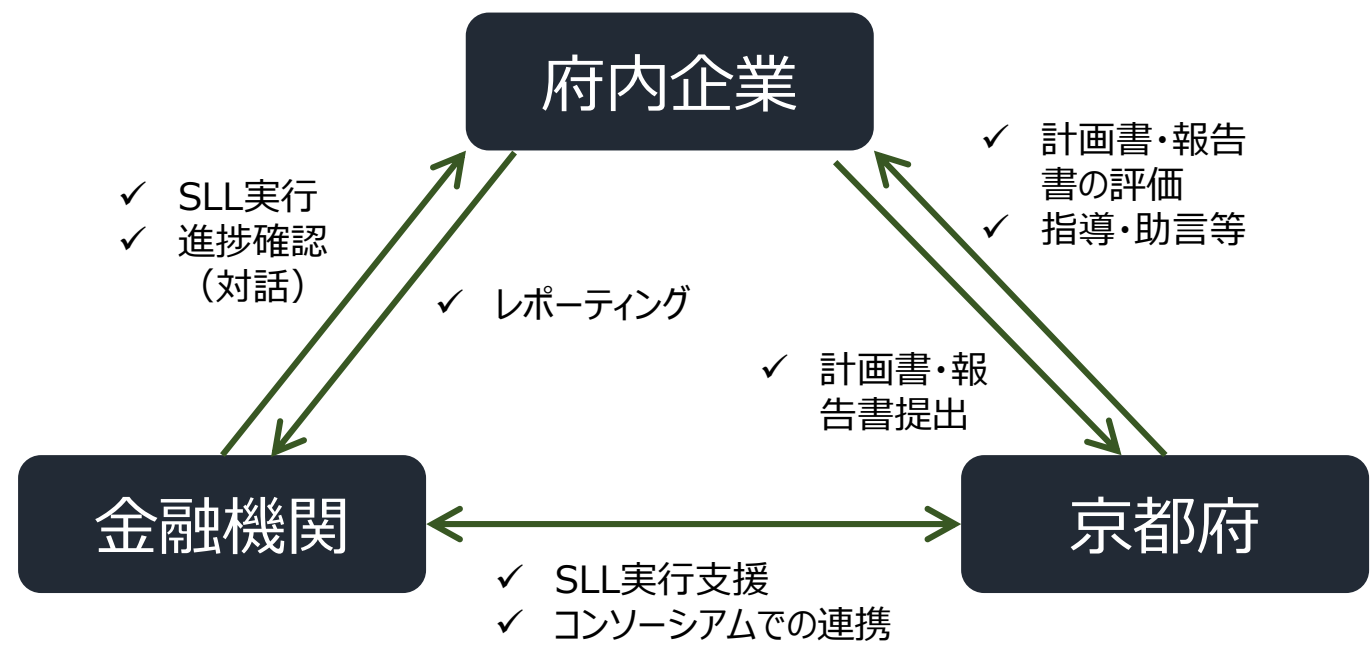 府内企業
✓ 計画書・報告
書の評価
✓ 指導・助言等
✓ SLL実行
✓ 進捗確認
（対話）
✓ レポーティング
✓ 計画書・報
告書提出
金融機関
京都府
✓ SLL実行支援
✓ コンソーシアムでの連携